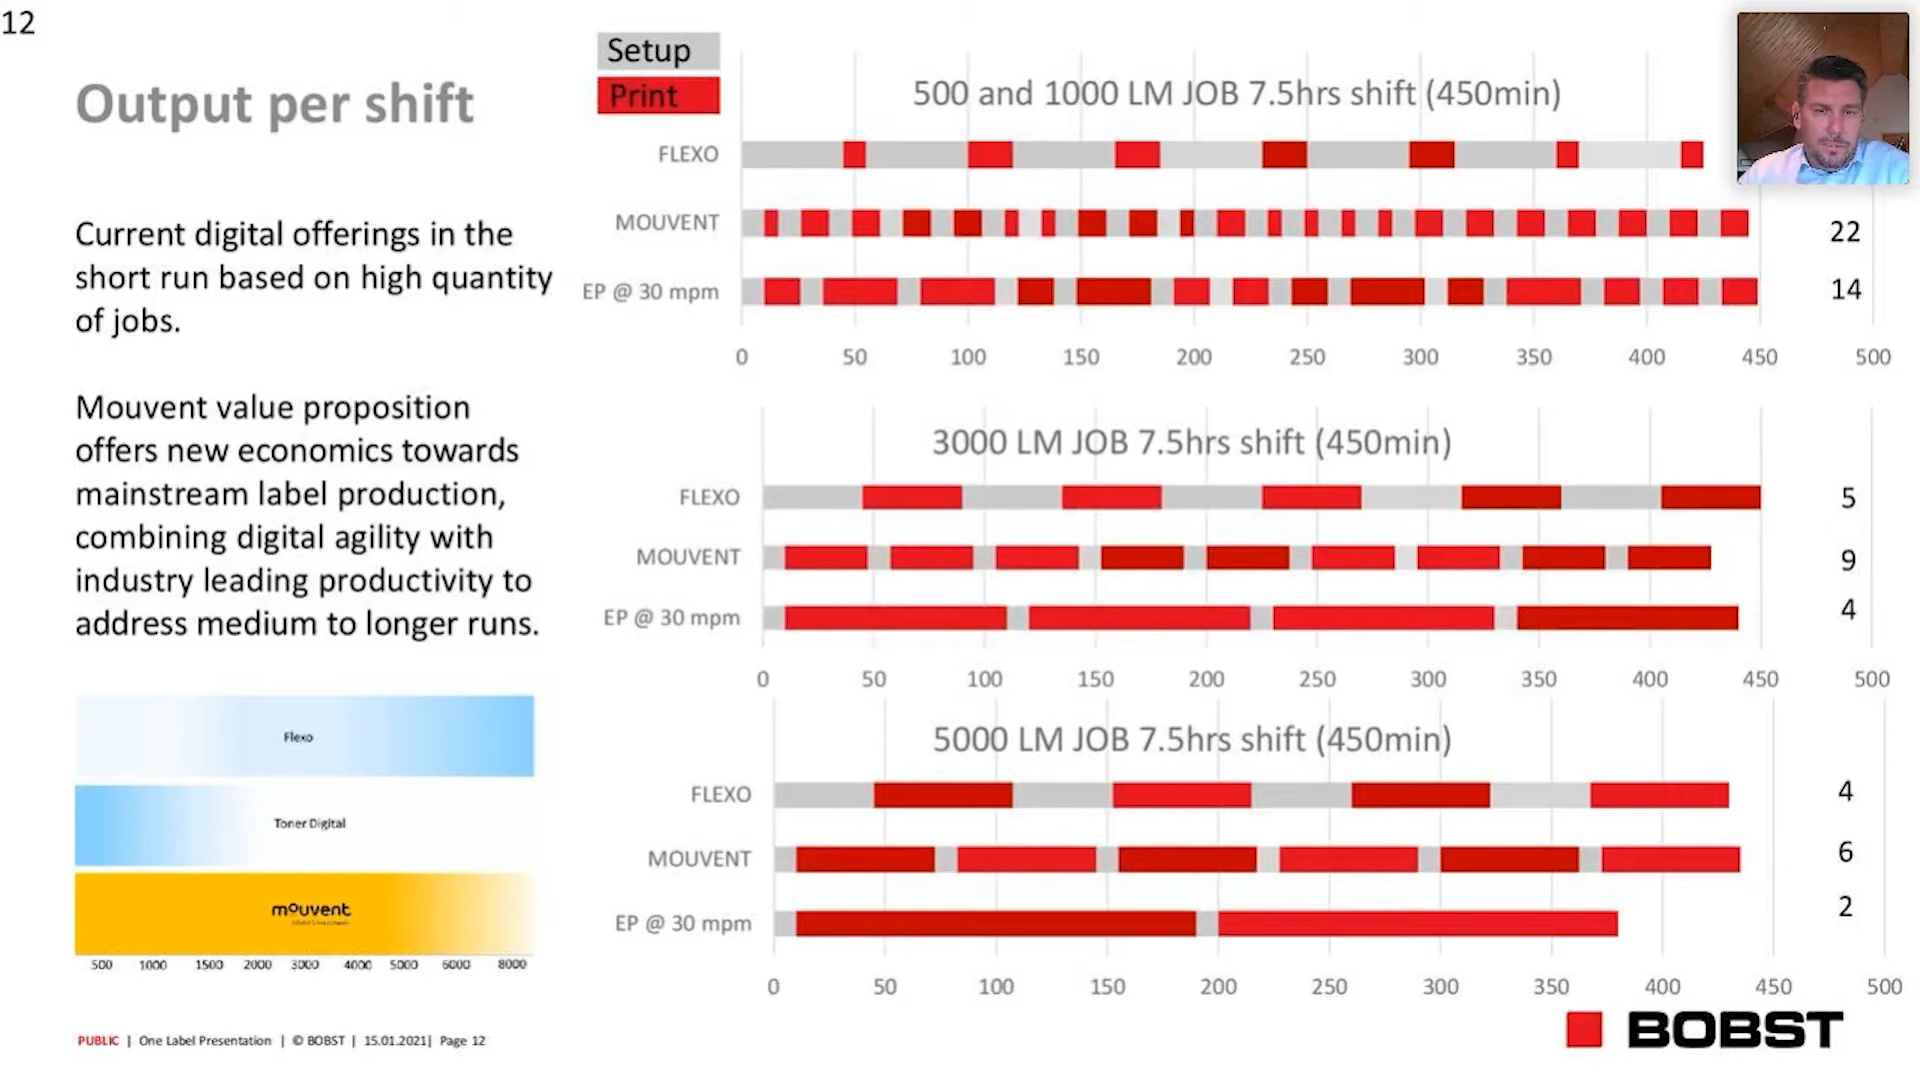 12
Output per shift
Current digital offerings in the
short run based on high quantity
of jobs.
Mouvent value proposition
offers new economics towards
mainstream label production,
combining digital agility with
industry leading productivity to
address medium to longer runs.
Flexo
Toner Digital
mouvent
500 1000 1500 2000 3000 4000 5000 6000 8000
Setup
Print
500 and 1000 LM JOB 7.5hrs shift (450min)
FLEXO
MOUVENT 22
EP @ 30 mpm 14
0 50 100 150 200 250 300 350 400 450 500
3000 LM JOB 7.5hrs shift (450min)
FLEXO 5
MOUVENT 9
EP @ 30 mpm 4
0 50 100 150 200 250 300 350 400 450 500
5000 LM JOB 7.5hrs shift (450min)
FLEXO 4
MOUVENT 6
EP @ 30 mpm 2
0 50 100 150 200 250 300 350 400 450 500
PUBLIC | One Label Presentation | © BOBST | 15.01.2021| Page 12
BOBST